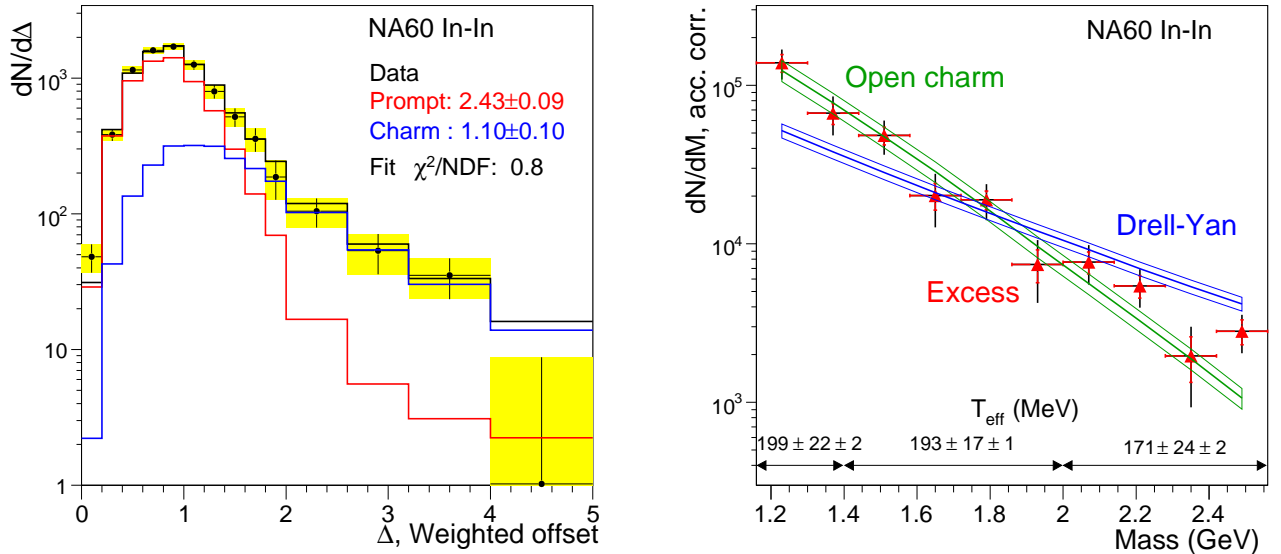 dN/dΔ
10³
10²
10
1
NA60 In-In
Data
Prompt: 2.43±0.09
Charm : 1.10±0.10
Fit χ²/NDF: 0.8
0 1 2 3 4 5
Δ, Weighted offset
dN/dM, acc. corr.
10⁵
10⁴
10³
NA60 In-In
Open charm
Drell-Yan
Excess
T_eff (MeV)
199 ± 22 ± 2 193 ± 17 ± 1 171 ± 24 ± 2
1.2 1.4 1.6 1.8 2 2.2 2.4
Mass (GeV)